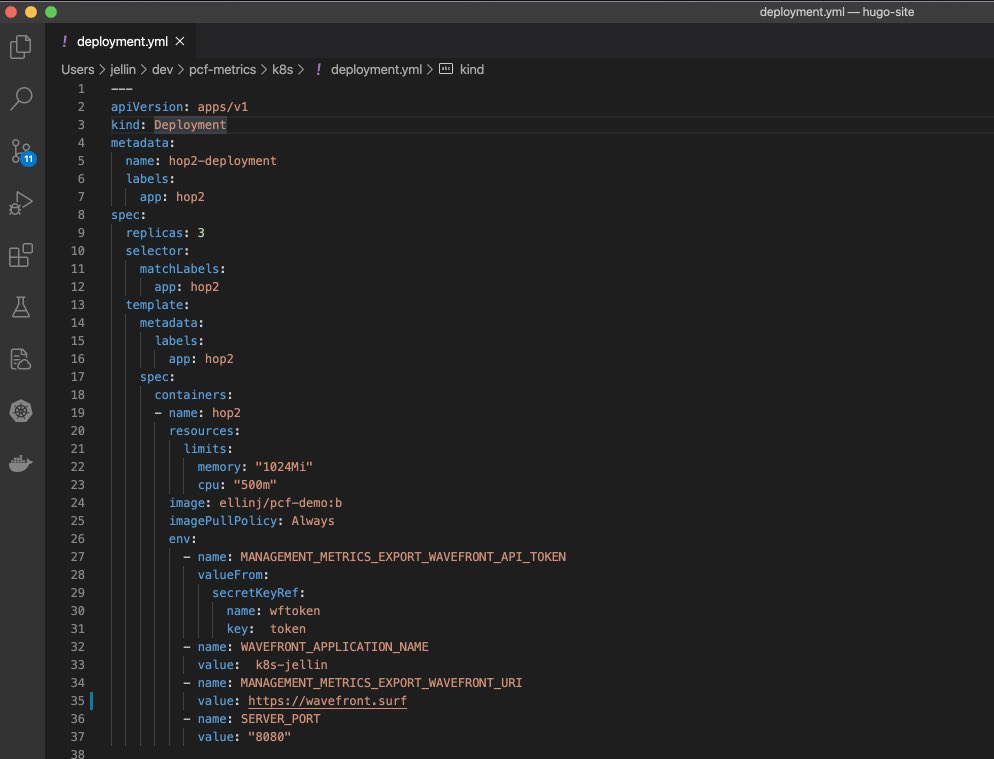 deployment.yml — hugo-site
! deployment.yml ×
Users > jellin > dev > pcf-metrics > k8s > ! deployment.yml > abc kind
1 ---
2 apiVersion: apps/v1
3 kind: Deployment
4 metadata:
5   name: hop2-deployment
6   labels:
7     app: hop2
8 spec:
9   replicas: 3
10   selector:
11     matchLabels:
12       app: hop2
13   template:
14     metadata:
15       labels:
16         app: hop2
17     spec:
18       containers:
19       - name: hop2
20         resources:
21           limits:
22             memory: "1024Mi"
23             cpu: "500m"
24         image: ellinj/pcf-demo:b
25         imagePullPolicy: Always
26         env:
27           - name: MANAGEMENT_METRICS_EXPORT_WAVEFRONT_API_TOKEN
28             valueFrom:
29               secretKeyRef:
30                 name: wftoken
31                 key:  token
32           - name: WAVEFRONT_APPLICATION_NAME
33             value:  k8s-jellin
34           - name: MANAGEMENT_METRICS_EXPORT_WAVEFRONT_URI
35             value: https://wavefront.surf
36           - name: SERVER_PORT
37             value: "8080"
38
11